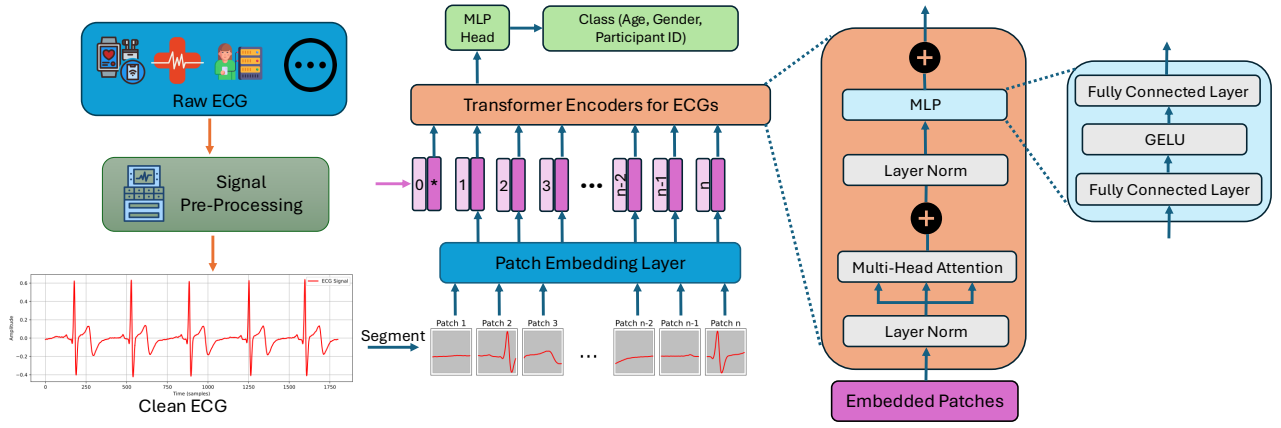 Raw ECG
Signal
Pre-Processing
ECG Signal
Amplitude
0.6
0.4
0.2
0.0
−0.2
−0.4
0
250
500
750
1000
1250
1500
1750
Time (samples)
Clean ECG
MLP
Head
Class (Age, Gender,
Participant ID)
Transformer Encoders for ECGs
0
*
1
2
3
...
n-2
n-1
n
Patch Embedding Layer
Segment
Patch 1
Patch 2
Patch 3
...
Patch n-2
Patch n-1
Patch n
+
MLP
Layer Norm
+
Multi-Head Attention
Layer Norm
Embedded Patches
Fully Connected Layer
GELU
Fully Connected Layer